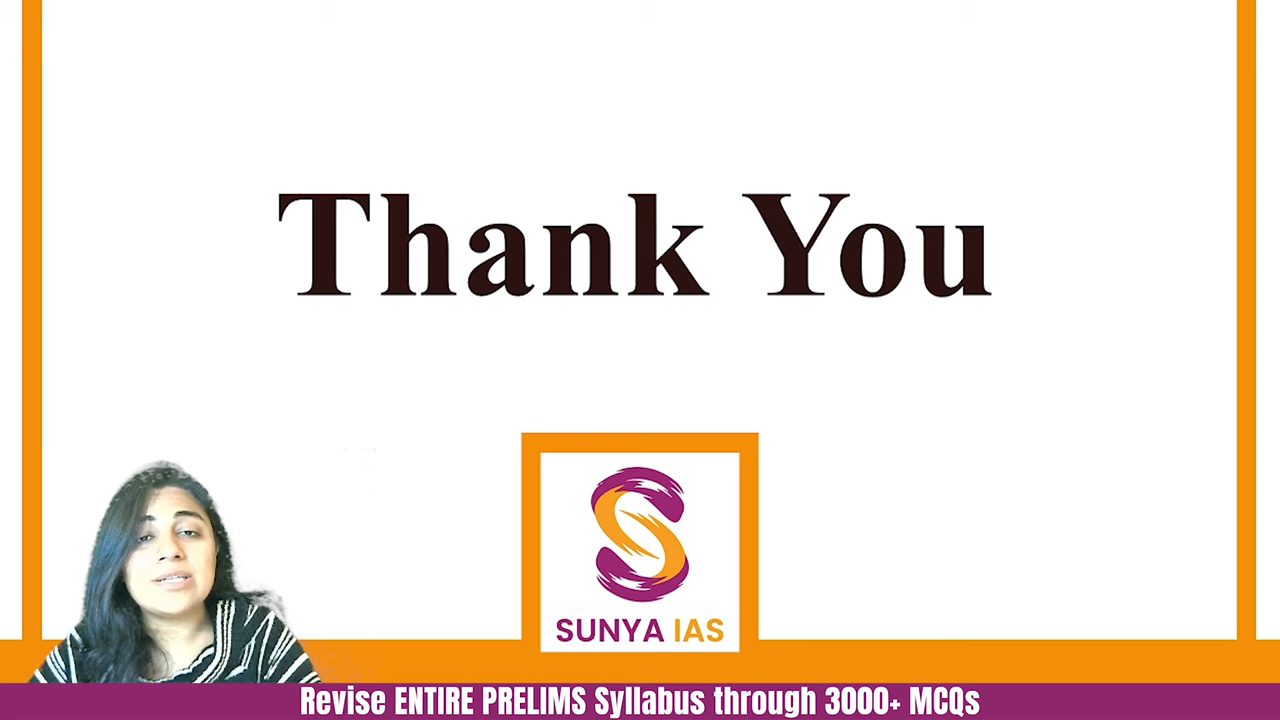 Thank You
SUNYA IAS
Revise ENTIRE PRELIMS Syllabus through 3000+ MCQs